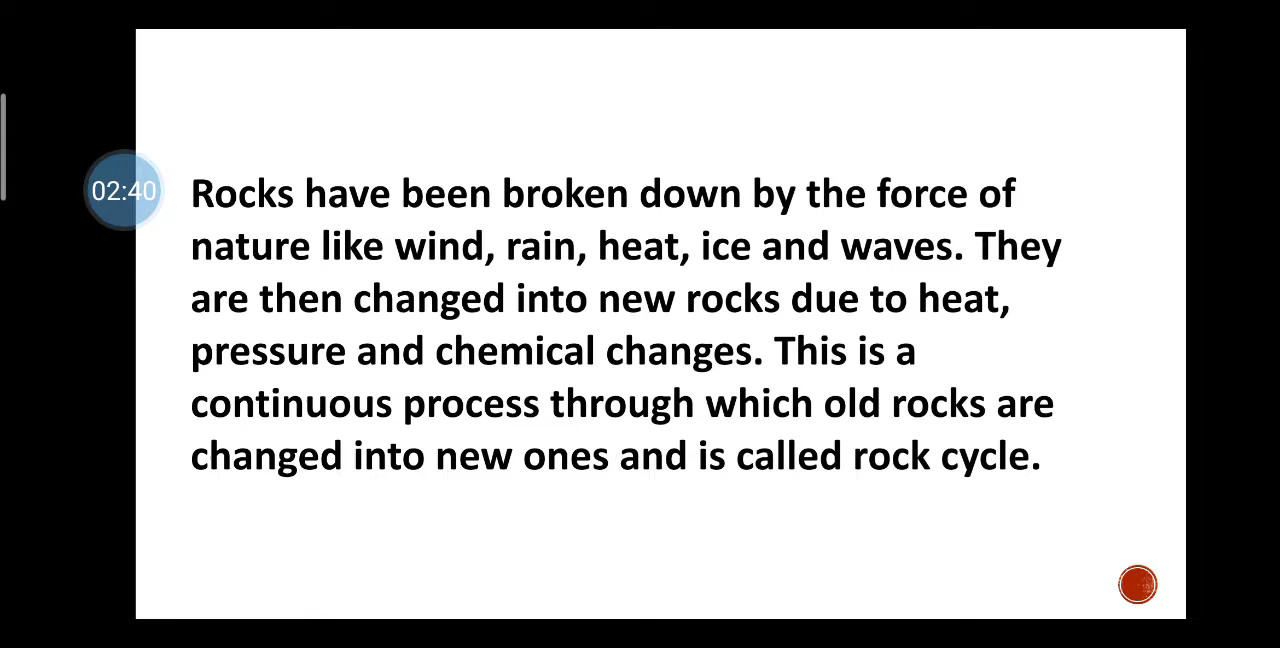 02:40
Rocks have been broken down by the force of
nature like wind, rain, heat, ice and waves. They
are then changed into new rocks due to heat,
pressure and chemical changes. This is a
continuous process through which old rocks are
changed into new ones and is called rock cycle.